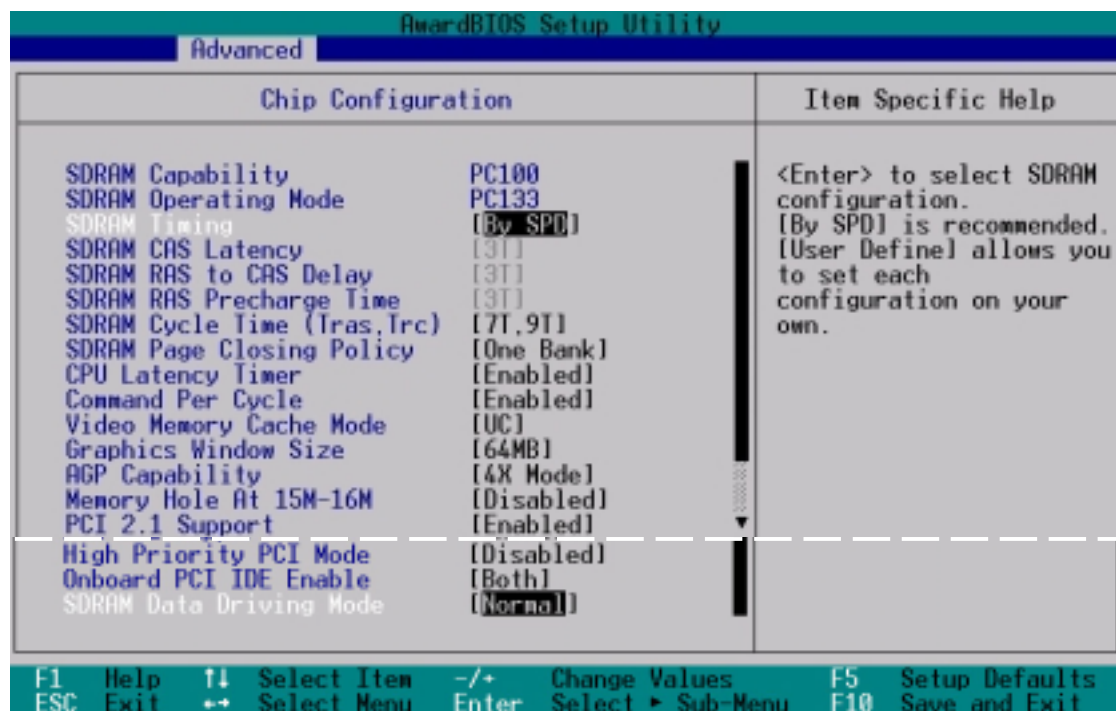 AwardBIOS Setup Utility
Advanced
Chip Configuration
Item Specific Help
SDRAM Capability PC100
SDRAM Operating Mode PC133
SDRAM Timing [By SPD]
SDRAM CAS Latency [3T]
SDRAM RAS to CAS Delay [3T]
SDRAM RAS Precharge Time [3T]
SDRAM Cycle Time (Tras,Trc) [7T,9T]
SDRAM Page Closing Policy [One Bank]
CPU Latency Timer [Enabled]
Command Per Cycle [Enabled]
Video Memory Cache Mode [UC]
Graphics Window Size [64MB]
AGP Capability [4X Mode]
Memory Hole At 15M-16M [Disabled]
PCI 2.1 Support [Enabled]
High Priority PCI Mode [Disabled]
Onboard PCI IDE Enable [Both]
SDRAM Data Driving Mode [Normal]
<Enter> to select SDRAM
configuration.
[By SPD] is recommended.
[User Define] allows you
to set each
configuration on your
own.
F1 Help ↑↓ Select Item -/+ Change Values F5 Setup Defaults
ESC Exit ←→ Select Menu Enter Select ► Sub-Menu F10 Save and Exit